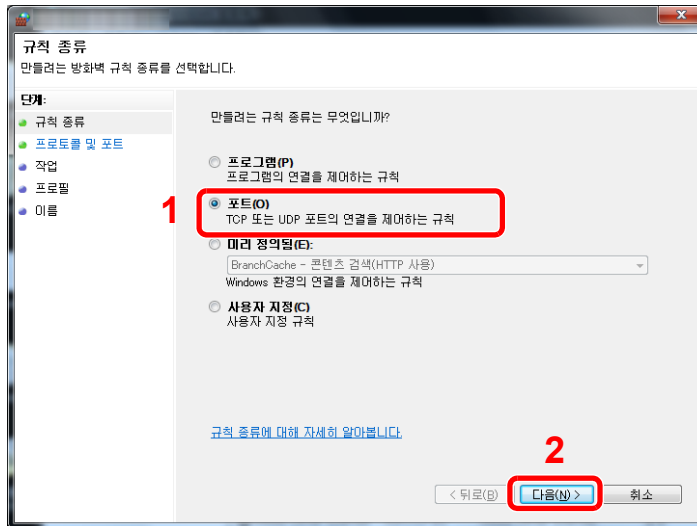 규칙 종류
만들려는 방화벽 규칙 종류를 선택합니다.
단계:
규칙 종류
프로토콜 및 포트
작업
프로필
이름
만들려는 규칙 종류는 무엇입니까?
프로그램(P)
프로그램의 연결을 제어하는 규칙
1
포트(O)
TCP 또는 UDP 포트의 연결을 제어하는 규칙
미리 정의됨(E):
BranchCache - 콘텐츠 검색(HTTP 사용)
Windows 환경의 연결을 제어하는 규칙
사용자 지정(C)
사용자 지정 규칙
규칙 종류에 대해 자세히 알아봅니다.
2
< 뒤로(B)
다음(N) >
취소